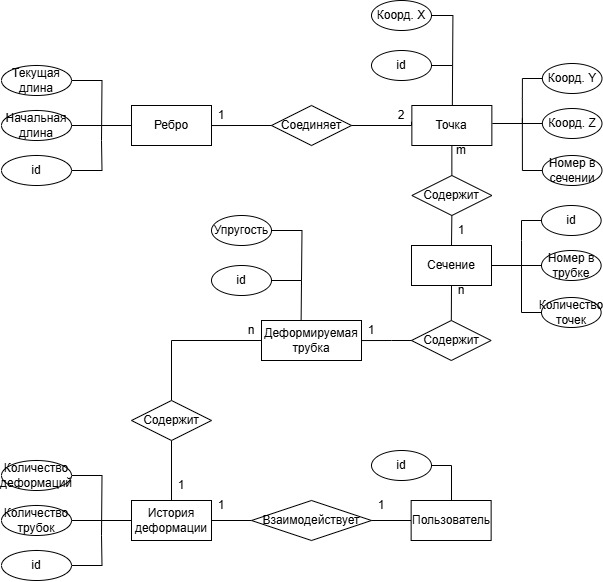 Коорд. X
id
Текущая
длина
Начальная
длина
id
Ребро
1
Соединяет
2
Точка
Коорд. Y
Коорд. Z
Номер в
сечении
m
Содержит
1
Сечение
n
id
Номер в
трубке
Количество
точек
Упругость
id
n
Деформируемая
трубка
1
Содержит
Содержит
1
Количество
деформаций
Количество
трубок
id
История
деформации
1
Взаимодействует
1
id
Пользователь